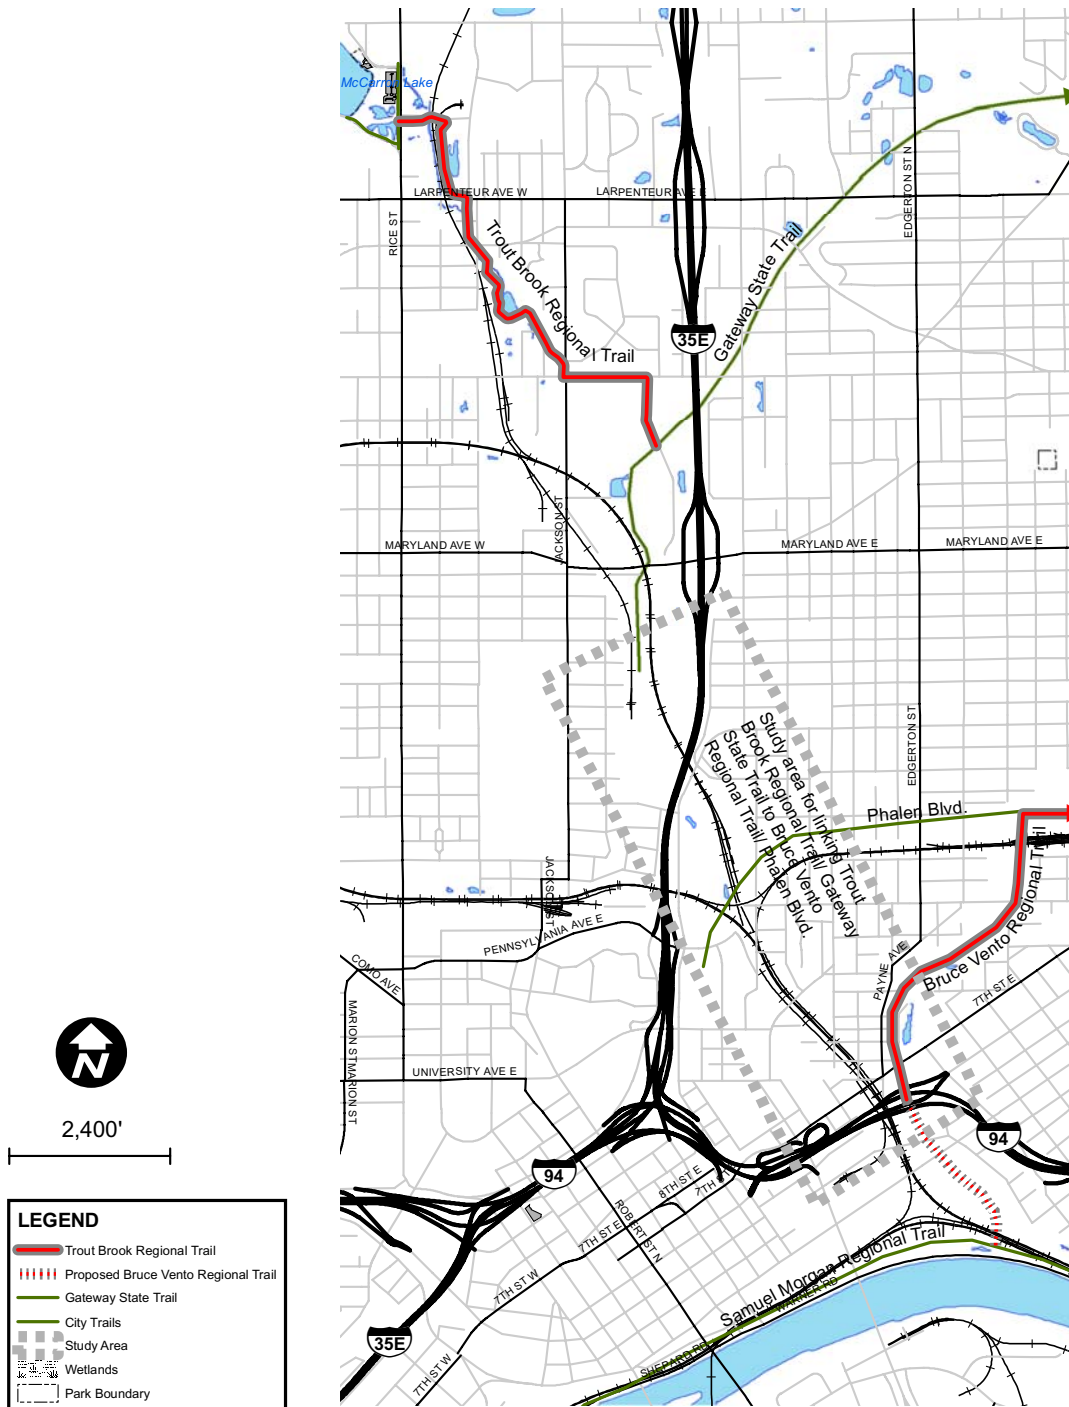 McCarron Lake
LARPENTEUR AVE W
LARPENTEUR AVE E
RICE ST
EDGERTON ST N
Trout Brook Regional Trail
Gateway State Trail
35E
JACKSON ST
MARYLAND AVE W
MARYLAND AVE E
MARYLAND AVE E
EDGERTON ST
Study area for linking Trout
Brook Regional Trail/ Gateway
State Trail to Bruce Vento
Regional Trail/ Phalen Blvd.
Phalen Blvd.
JACKSON ST
PENNSYLVANIA AVE E
COMO AVE
PAYNE AVE
Bruce Vento Regional Trail
7TH ST E
MARION ST
MARION ST
UNIVERSITY AVE E
N
2,400'
94
94
8TH ST E
7TH ST E
ROBERT ST N
7TH ST W
Samuel Morgan Regional Trail
WARNER RD
SHEPARD RD
35E
7TH ST W
LEGEND
Trout Brook Regional Trail
Proposed Bruce Vento Regional Trail
Gateway State Trail
City Trails
Study Area
Wetlands
Park Boundary